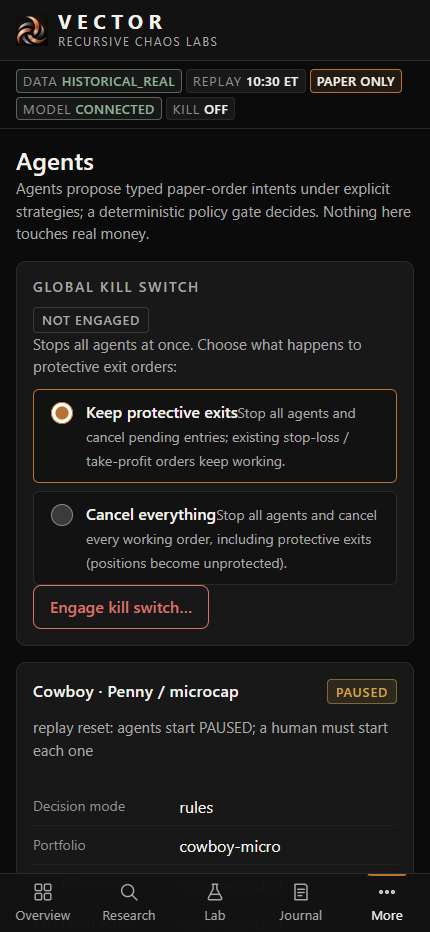 VECTOR
RECURSIVE CHAOS LABS
DATA HISTORICAL_REAL REPLAY 10:30 ET PAPER ONLY
MODEL CONNECTED KILL OFF
Agents
Agents propose typed paper-order intents under explicit
strategies; a deterministic policy gate decides. Nothing here
touches real money.
GLOBAL KILL SWITCH
NOT ENGAGED
Stops all agents at once. Choose what happens to
protective exit orders:
Keep protective exitsStop all agents and
cancel pending entries; existing stop-loss /
take-profit orders keep working.
Cancel everythingStop all agents and cancel
every working order, including protective exits
(positions become unprotected).
Engage kill switch...
Cowboy · Penny / microcap PAUSED
replay reset: agents start PAUSED; a human must start
each one
Decision mode rules
Portfolio cowboy-micro
Overview Research Lab Journal More